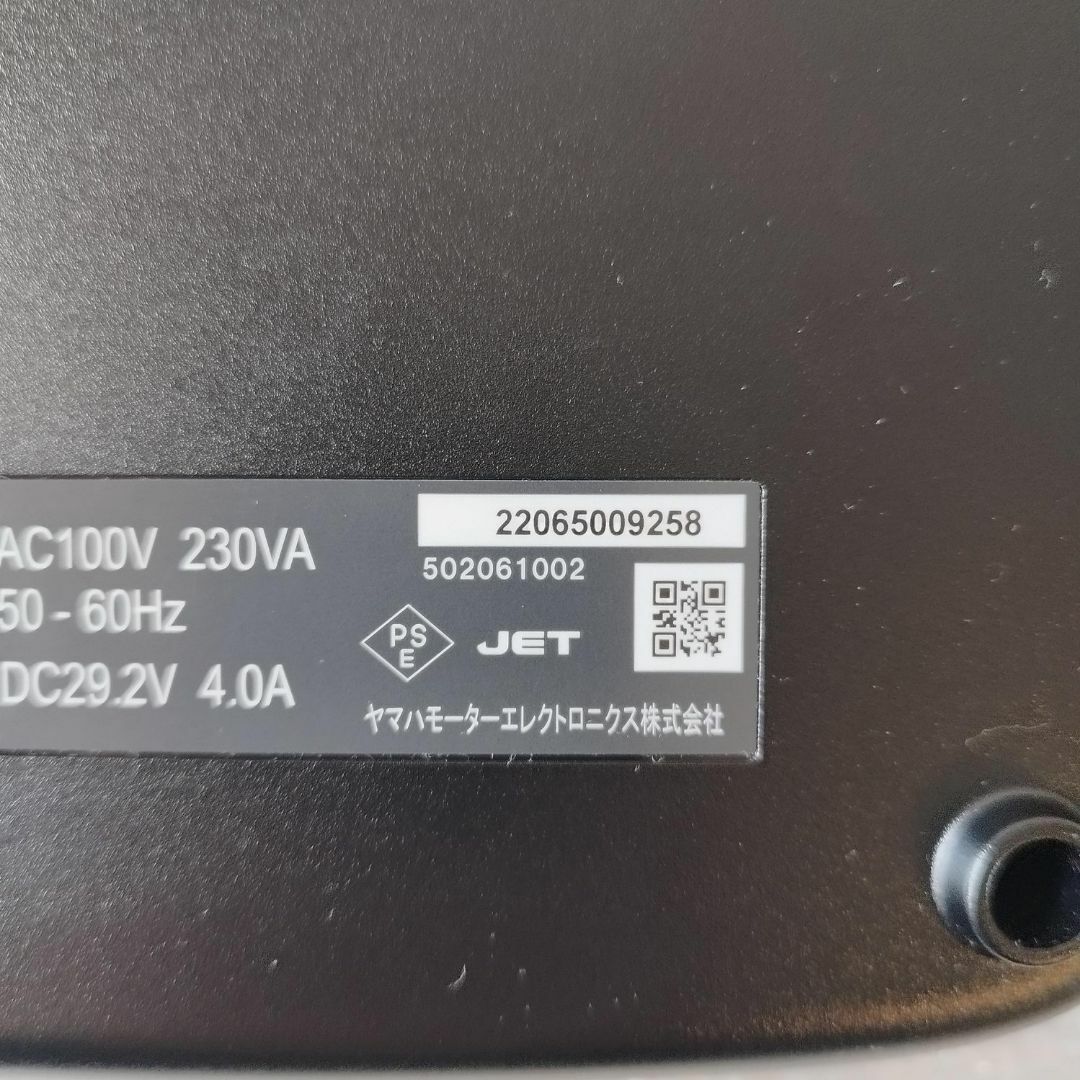 AC100V 230VA
50-60Hz
DC29.2V 4.0A
22065009258
502061002
PSE
JET
ヤマハモーターエレクトロニクス株式会社